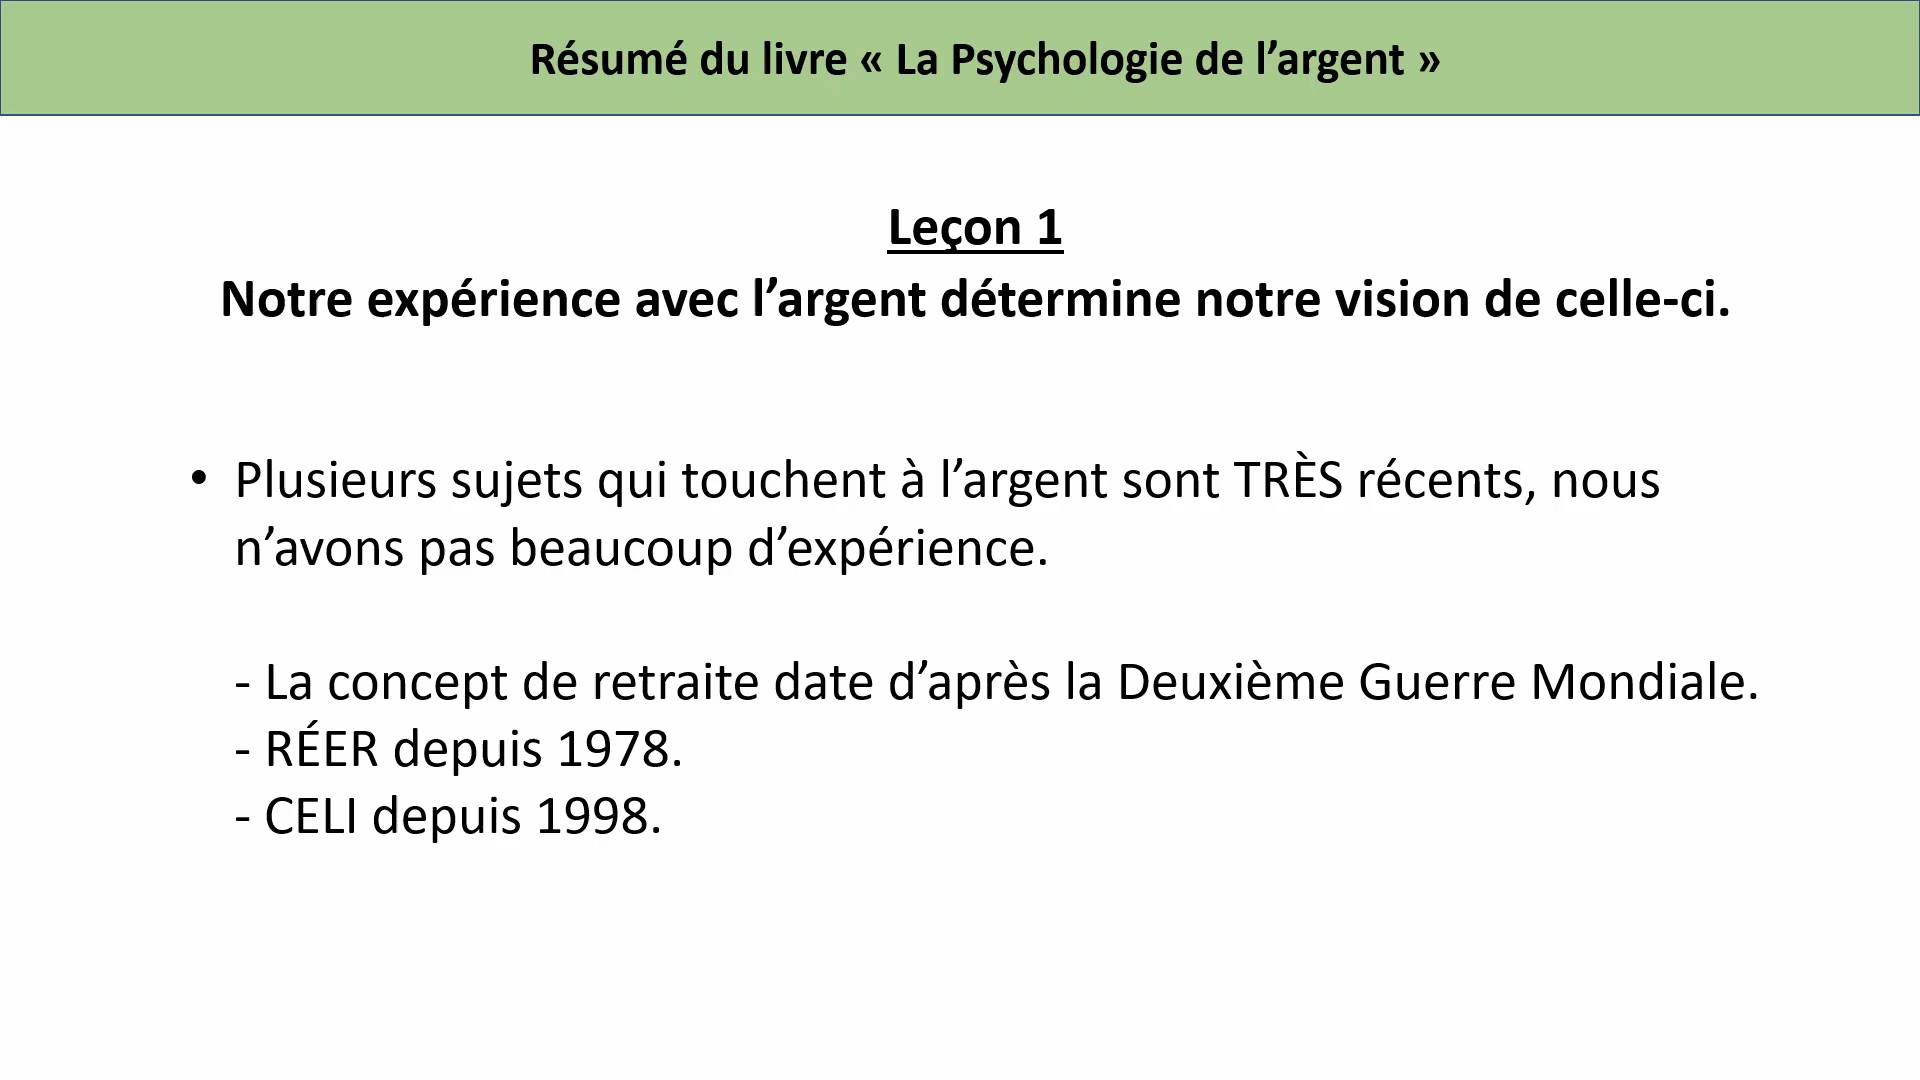 Résumé du livre « La Psychologie de l’argent »
Leçon 1
Notre expérience avec l’argent détermine notre vision de celle-ci.
• Plusieurs sujets qui touchent à l’argent sont TRÈS récents, nous
n’avons pas beaucoup d’expérience.
- La concept de retraite date d’après la Deuxième Guerre Mondiale.
- RÉER depuis 1978.
- CELI depuis 1998.